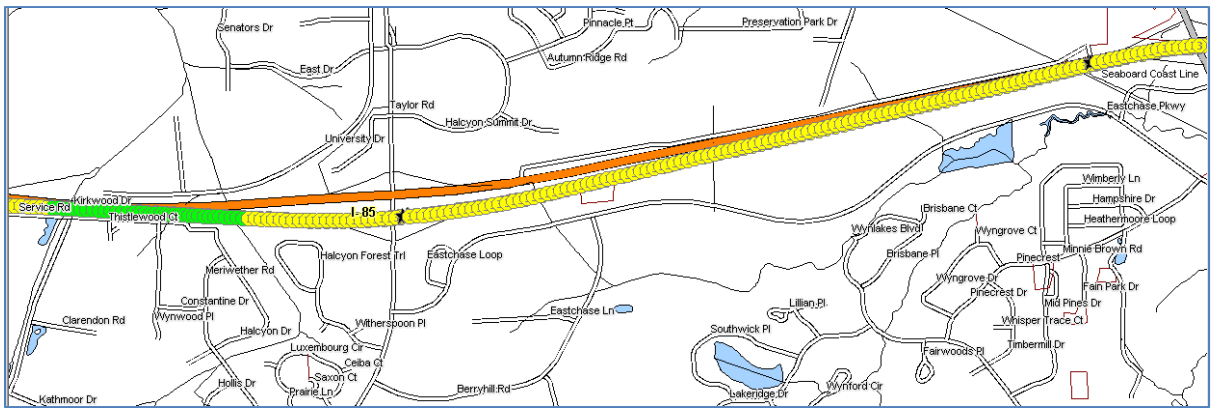 Senators Dr
Pinnacle Pt
Preservation Park Dr
East Dr
Autumn Ridge Rd
Seaboard Coast Line
Taylor Rd
Eastchase Pkwy
Halcyon Summit Dr
University Dr
Wimberly Ln
Kirkwood Dr
Hampshire Dr
Service Rd
I- 85
Brisbane Ct
Thistlewood Ct
Heathermoore Loop
Wynlakes Blvd
Wyngrove Ct
Minnie Brown Rd
Halcyon Forest Trl
Eastchase Loop
Brisbane Pl
Pinecrest
Meriwether Rd
Wyngrove Dr
Fain Park Dr
Pinecrest Dr
Constantine Dr
Lillian Pl
Mid Pines Dr
Wynwood Pl
Eastchase Ln
Clarendon Rd
Witherspoon Pl
Whisper Trace Ct
Halcyon Dr
Southwick Pl
Timbermill Dr
Luxembourg Cir
Fairwoods Pl
Ceiba Ct
Saxon Ct
Hollis Dr
Berryhill Rd
Wynford Cir
Prairie Ln
Lakeridge Dr
Kathmoor Dr